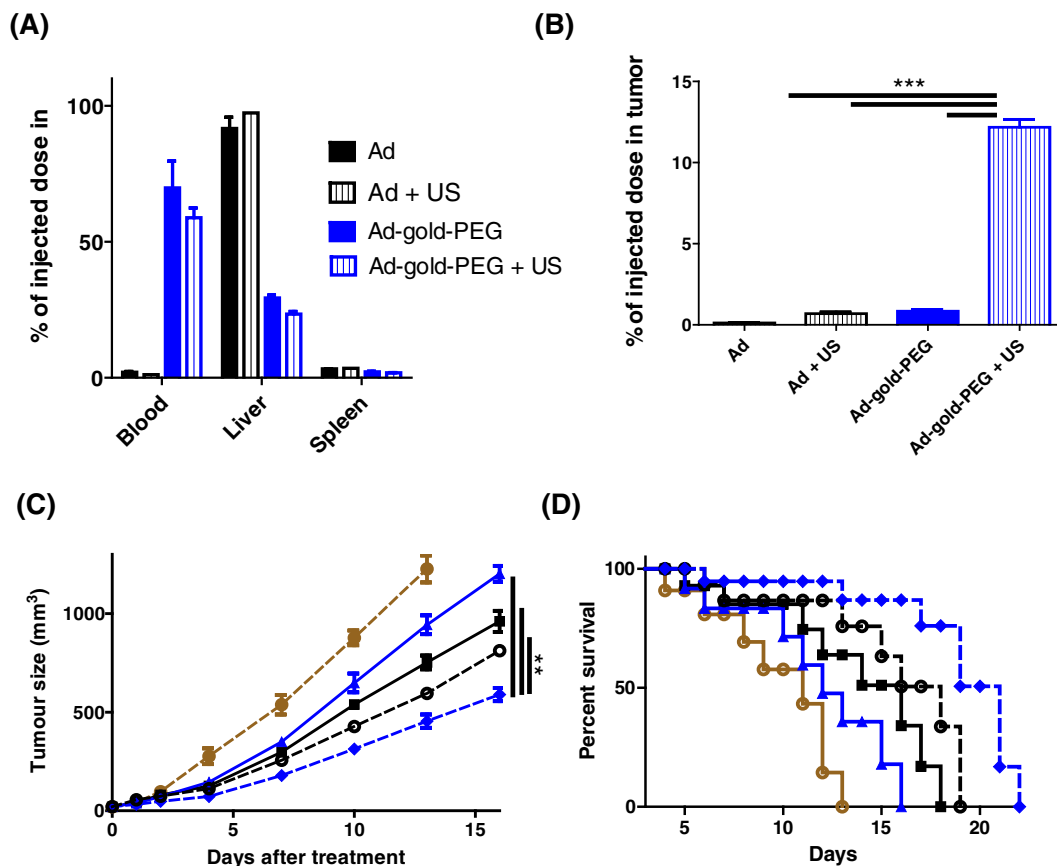 (A)
% of injected dose in
100
50
0
Blood
Liver
Spleen
Ad
Ad + US
Ad-gold-PEG
Ad-gold-PEG + US
(B)
% of injected dose in tumor
15
10
5
0
***
Ad
Ad + US
Ad-gold-PEG
Ad-gold-PEG + US
(C)
Tumour size (mm³)
1000
500
0
0
5
10
15
Days after treatment
**
(D)
Percent survival
100
50
0
5
10
15
20
Days